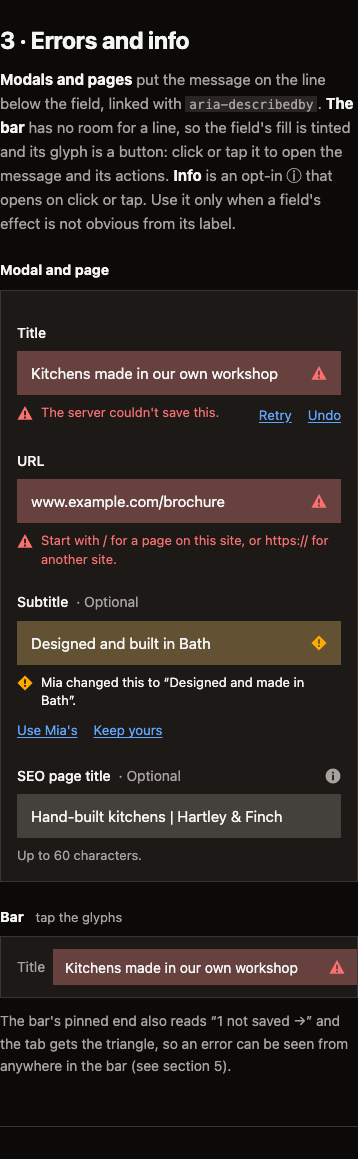 3 · Errors and info
Modals and pages put the message on the line
below the field, linked with aria-describedby. The
bar has no room for a line, so the field's fill is tinted
and its glyph is a button: click or tap it to open the
message and its actions. Info is an opt-in ⓘ that
opens on click or tap. Use it only when a field's
effect is not obvious from its label.
Modal and page
Title
Kitchens made in our own workshop
The server couldn't save this. Retry Undo
URL
www.example.com/brochure
Start with / for a page on this site, or https:// for
another site.
Subtitle · Optional
Designed and built in Bath
Mia changed this to “Designed and made in
Bath”.
Use Mia's Keep yours
SEO page title · Optional
Hand-built kitchens | Hartley & Finch
Up to 60 characters.
Bar tap the glyphs
Title Kitchens made in our own workshop
The bar's pinned end also reads “1 not saved →” and
the tab gets the triangle, so an error can be seen from
anywhere in the bar (see section 5).